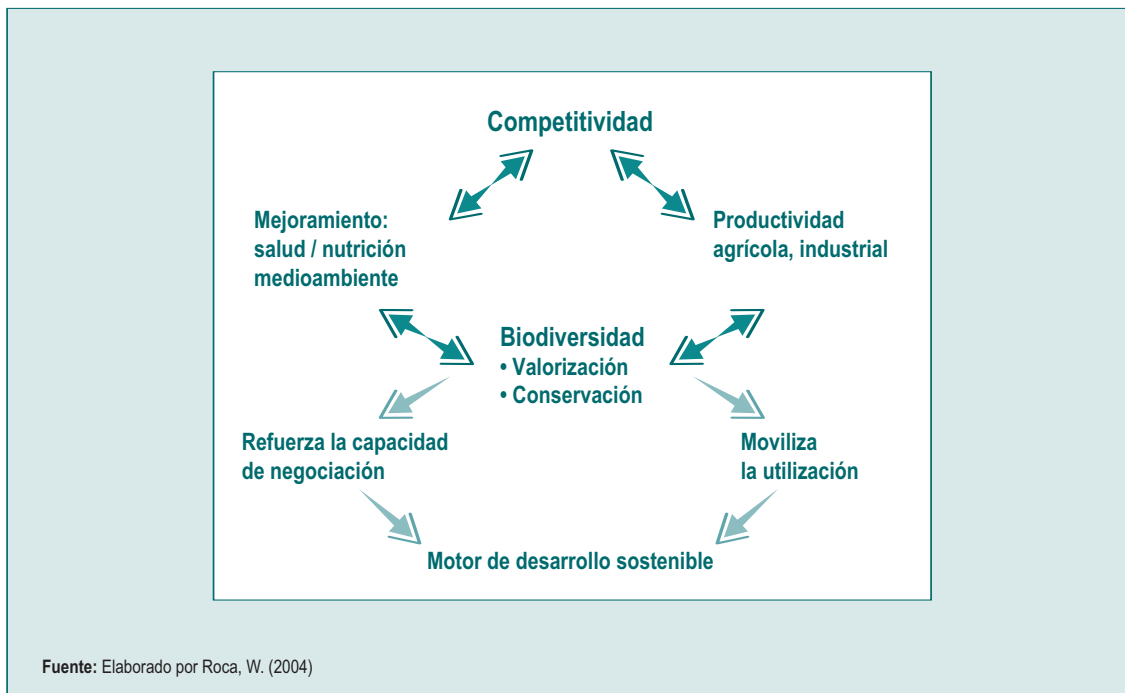 Competitividad
Mejoramiento:
salud / nutrición
medioambiente
Productividad
agrícola, industrial
Biodiversidad
• Valorización
• Conservación
Refuerza la capacidad
de negociación
Moviliza
la utilización
Motor de desarrollo sostenible
Fuente: Elaborado por Roca, W. (2004)